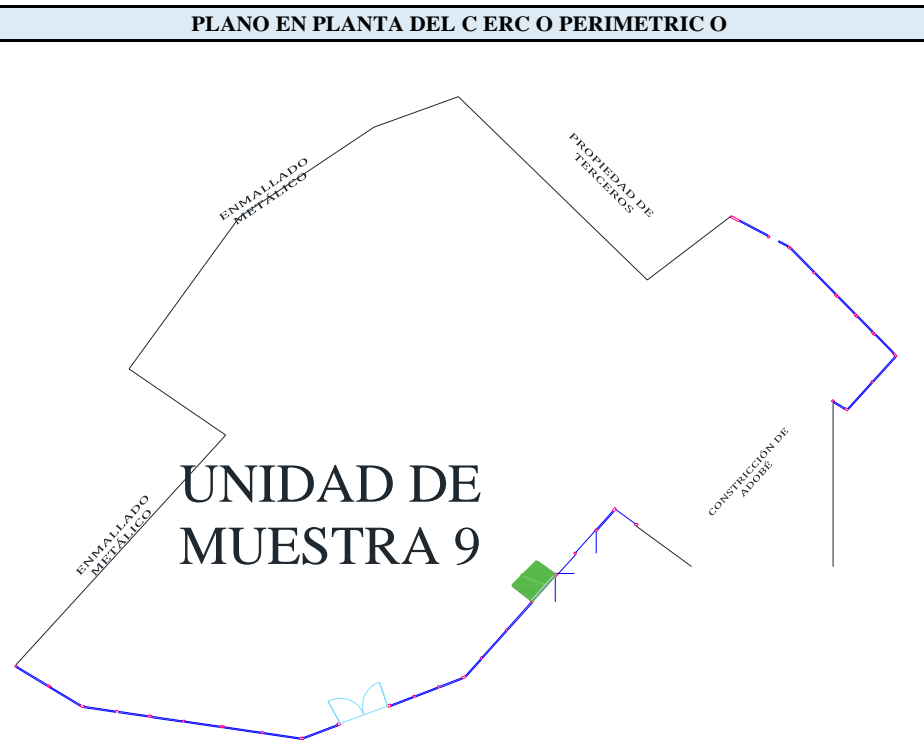 PLANO EN PLANTA DEL C ERC O PERIMETRIC O
ENMALLADO
METÁLICO
PROPIEDAD DE
TERCEROS
CONSTRICCIÓN DE
ADOBÉ
UNIDAD DE
MUESTRA 9
ENMALLADO
METÁLICO